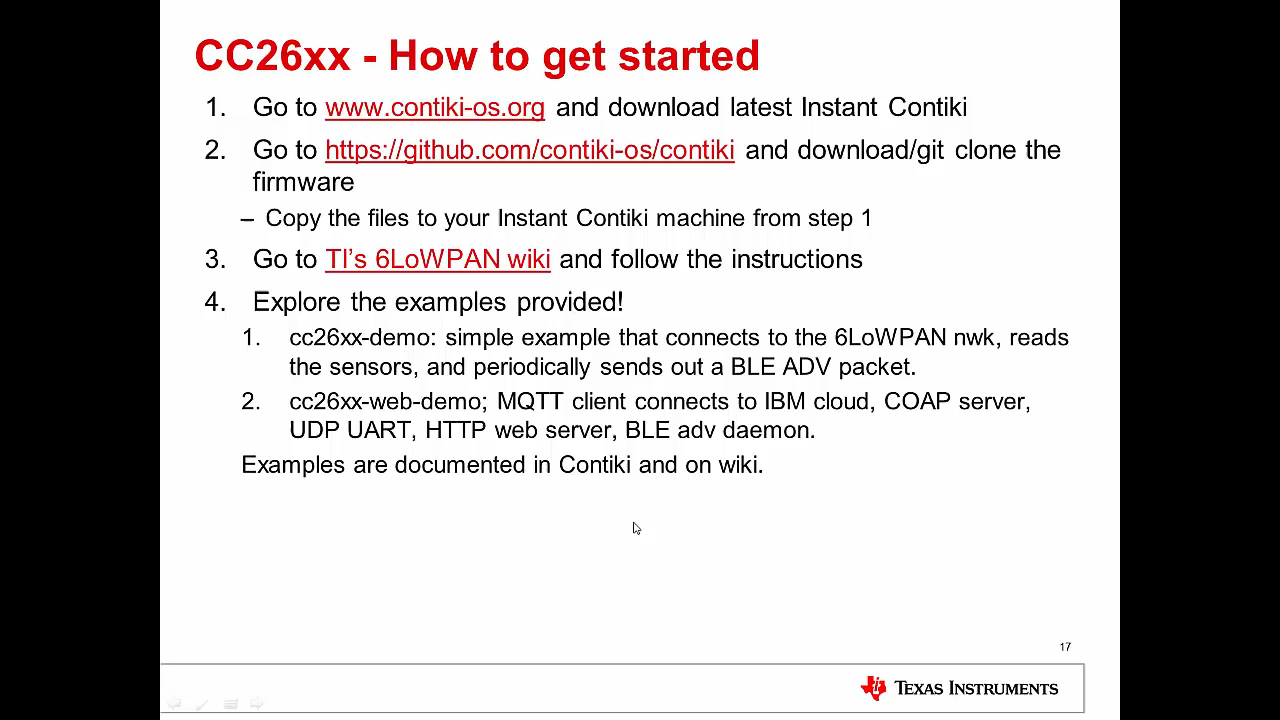 CC26xx - How to get started
1. Go to www.contiki-os.org and download latest Instant Contiki
2. Go to https://github.com/contiki-os/contiki and download/git clone the
firmware
– Copy the files to your Instant Contiki machine from step 1
3. Go to TI’s 6LoWPAN wiki and follow the instructions
4. Explore the examples provided!
1. cc26xx-demo: simple example that connects to the 6LoWPAN nwk, reads
the sensors, and periodically sends out a BLE ADV packet.
2. cc26xx-web-demo; MQTT client connects to IBM cloud, COAP server,
UDP UART, HTTP web server, BLE adv daemon.
Examples are documented in Contiki and on wiki.
17
TEXAS INSTRUMENTS